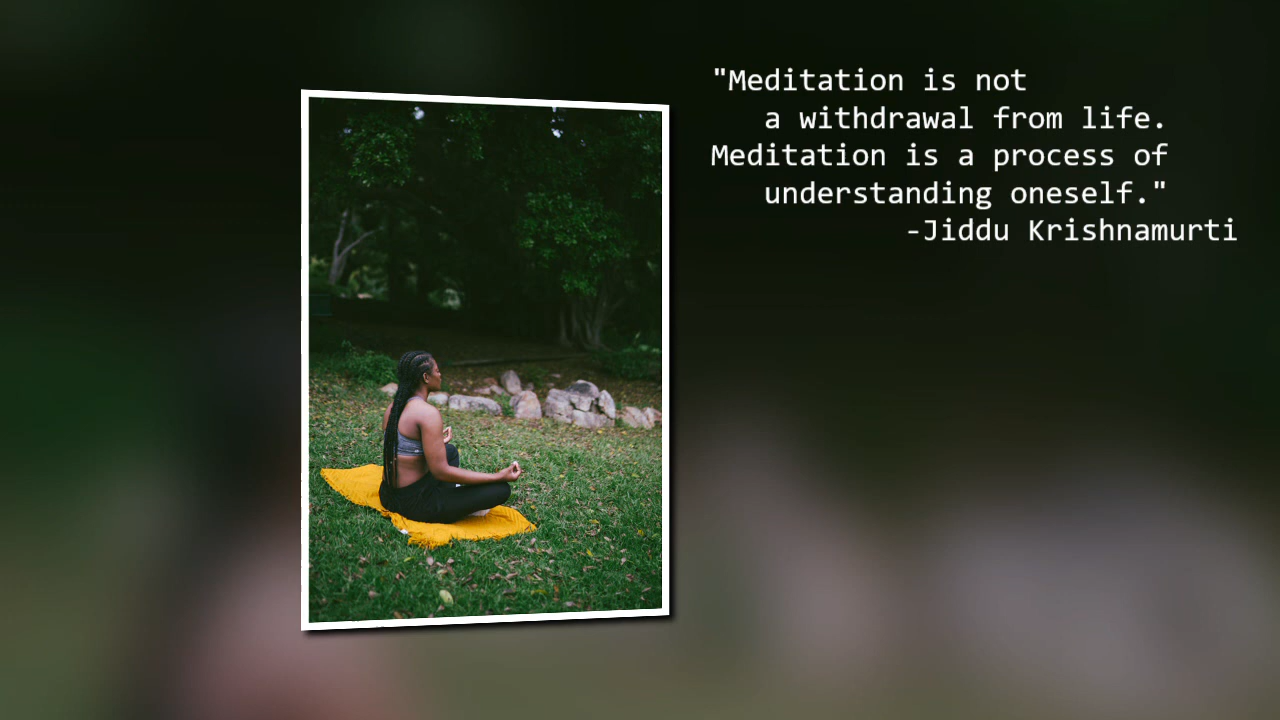 "Meditation is not
a withdrawal from life.
Meditation is a process of
understanding oneself."
-Jiddu Krishnamurti